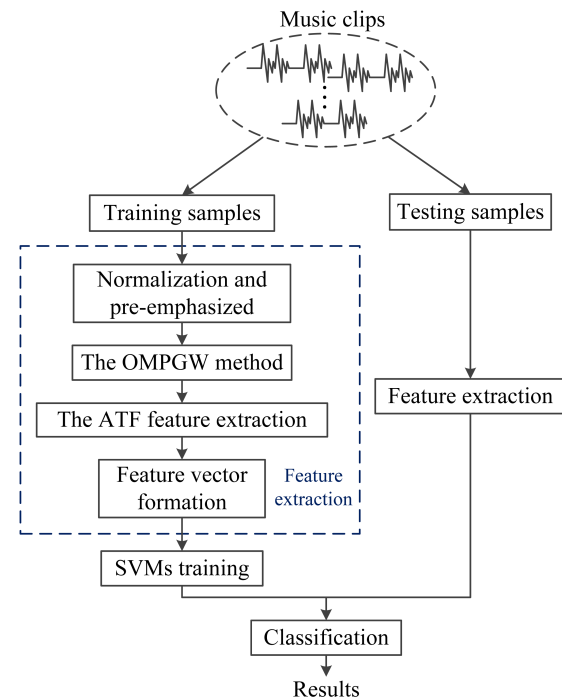 Music clips
Training samples
Testing samples
Normalization and
pre-emphasized
The OMPGW method
Feature extraction
The ATF feature extraction
Feature vector
formation
Feature
extraction
SVMs training
Classification
Results